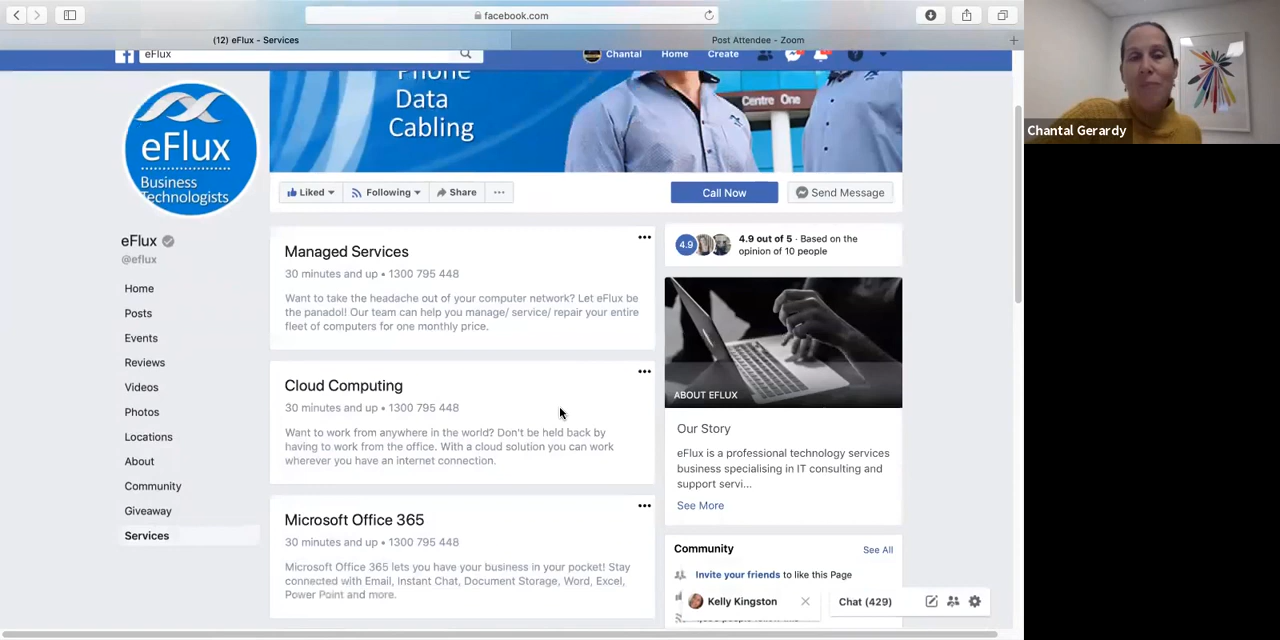 facebook.com
(12) eFlux - Services
Post Attendee - Zoom
eFlux
Chantal
Home
Create
Phone
Data
Cabling
Centre One
eFlux
Business
Technologists
Liked
Following
Share
Call Now
Send Message
eFlux
@eflux
Home
Posts
Events
Reviews
Videos
Photos
Locations
About
Community
Giveaway
Services
Managed Services
30 minutes and up • 1300 795 448
Want to take the headache out of your computer network? Let eFlux be
the panadol! Our team can help you manage/ service/ repair your entire
fleet of computers for one monthly price.
Cloud Computing
30 minutes and up • 1300 795 448
Want to work from anywhere in the world? Don't be held back by
having to work from the office. With a cloud solution you can work
wherever you have an internet connection.
Microsoft Office 365
30 minutes and up • 1300 795 448
Microsoft Office 365 lets you have your business in your pocket! Stay
connected with Email, Instant Chat, Document Storage, Word, Excel,
Power Point and more.
4.9
4.9 out of 5 · Based on the
opinion of 10 people
ABOUT EFLUX
Our Story
eFlux is a professional technology services
business specialising in IT consulting and
support servi...
See More
Community
See All
Invite your friends to like this Page
Kelly Kingston
Chat (429)
Chantal Gerardy